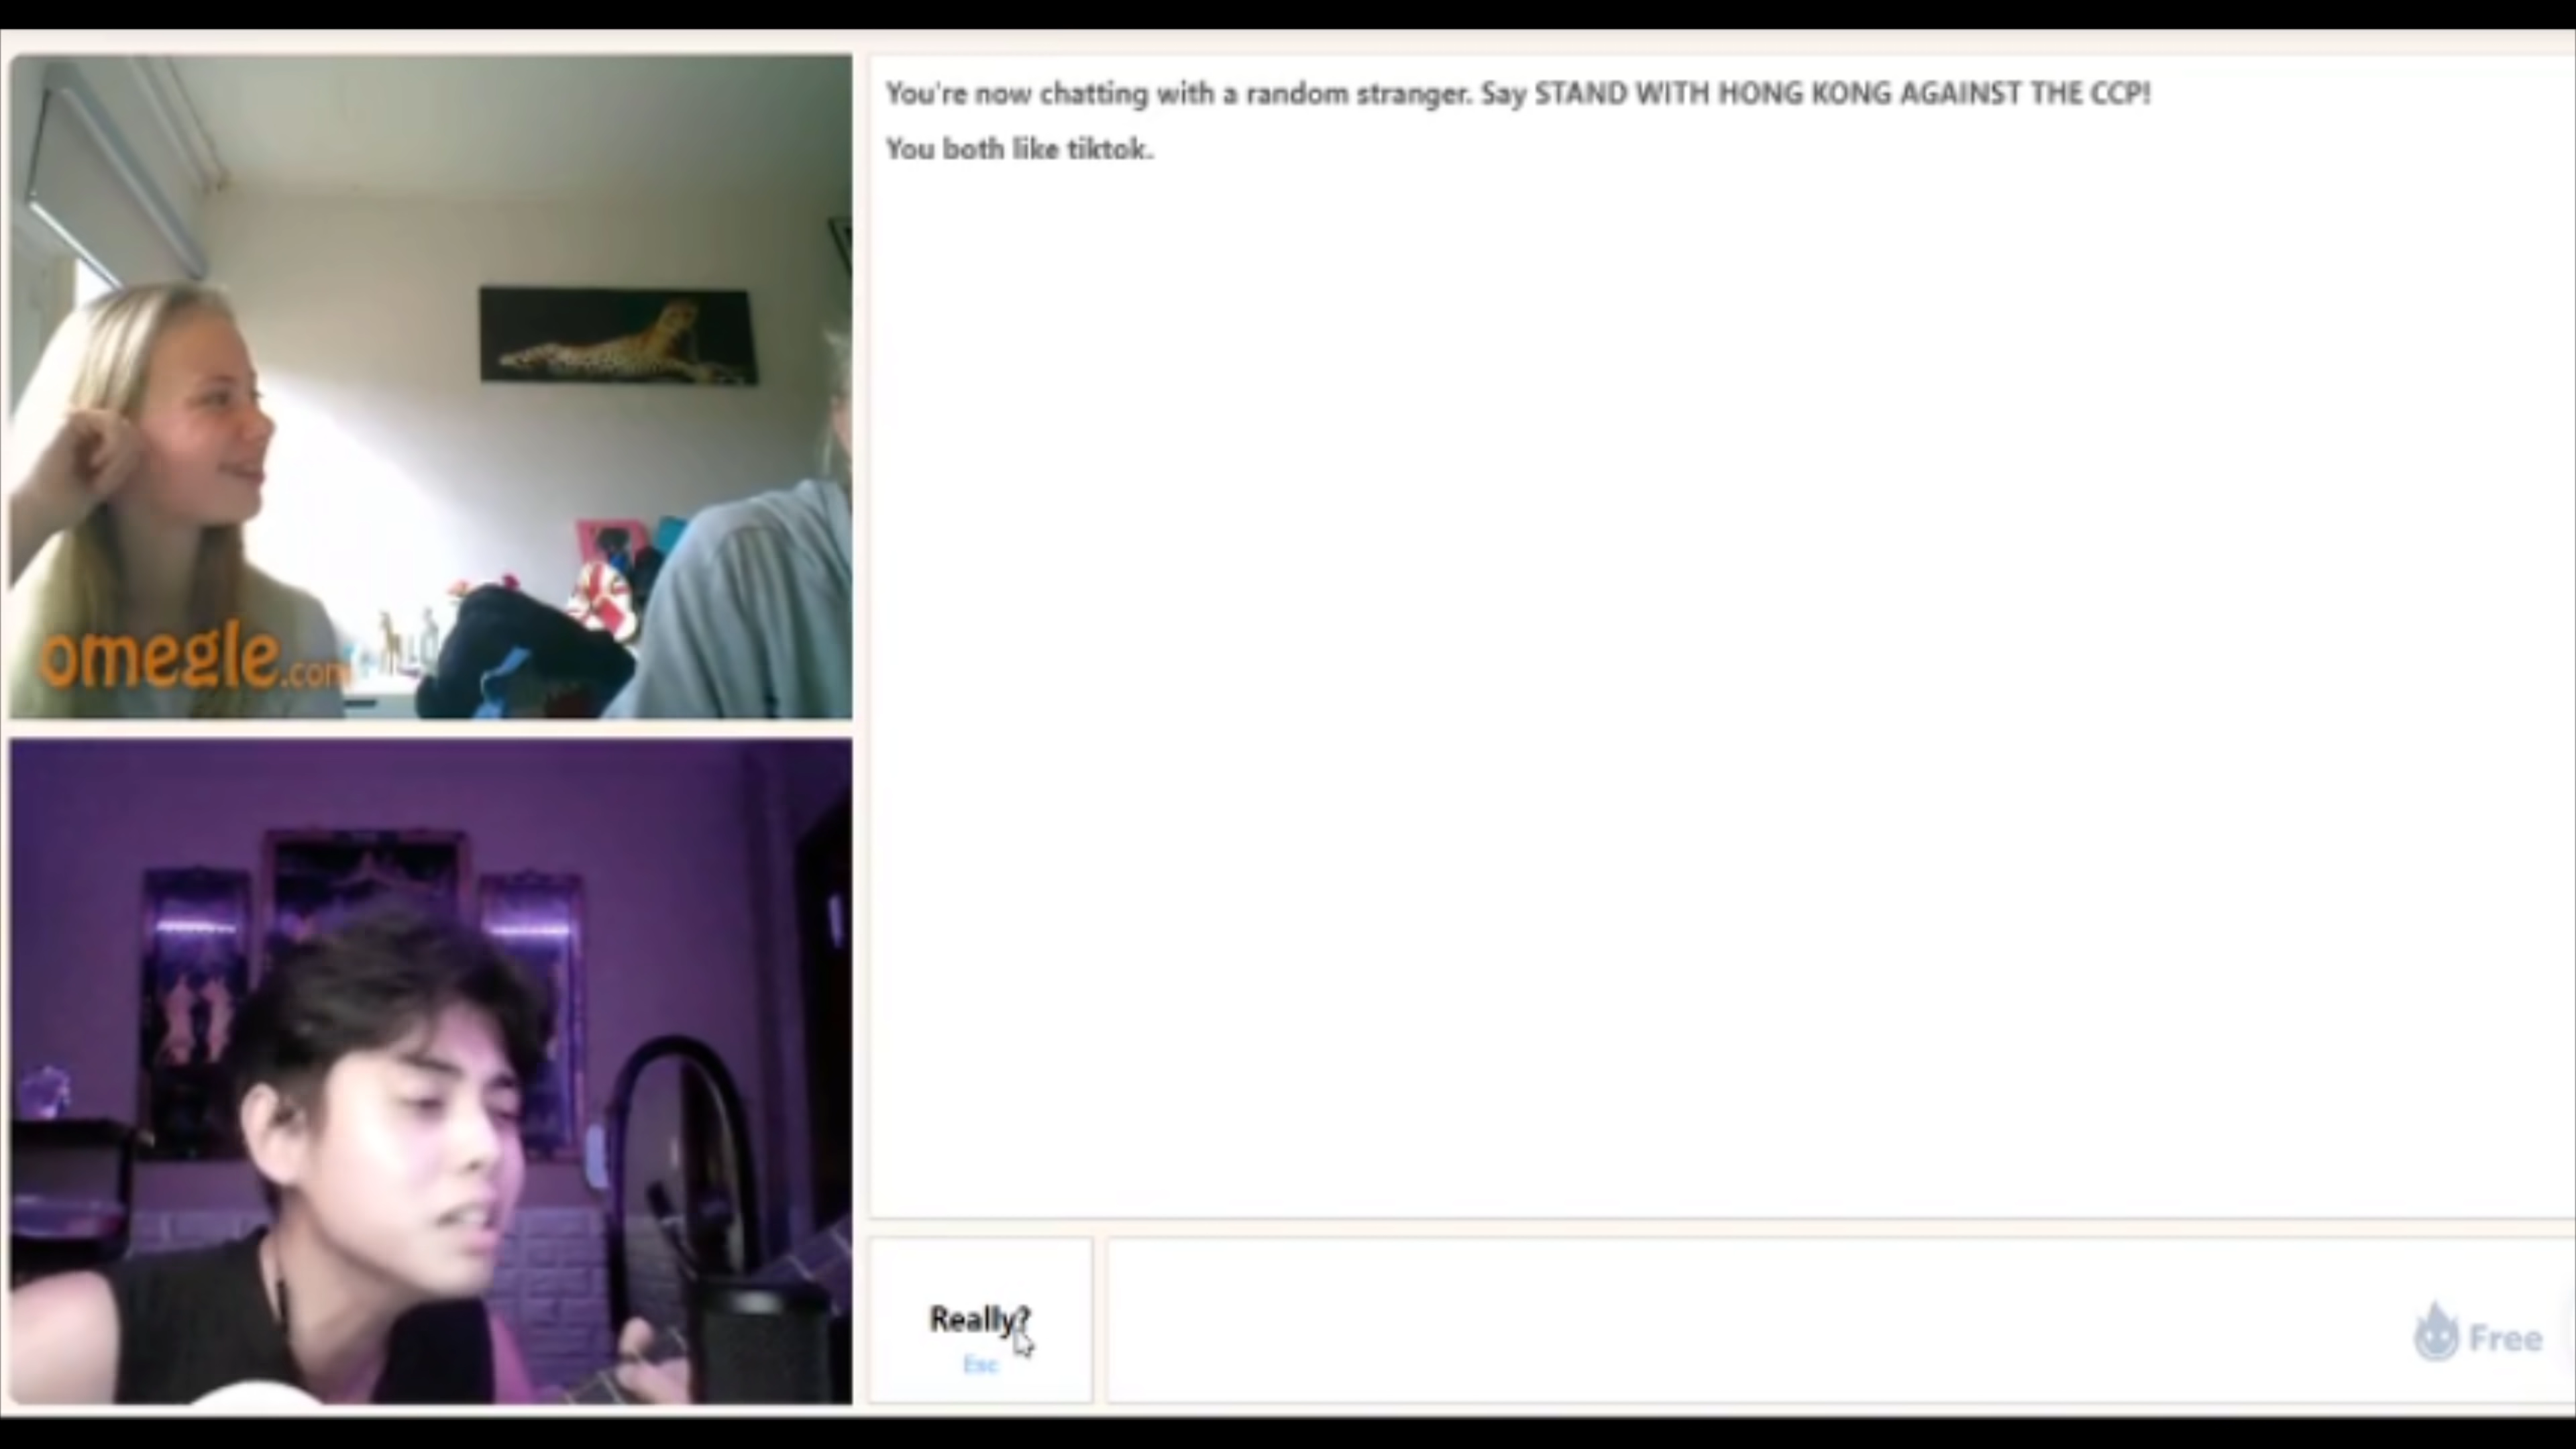 You're now chatting with a random stranger. Say STAND WITH HONG KONG AGAINST THE CCP!
You both like tiktok.
omegle.com
Really?
Esc
Free